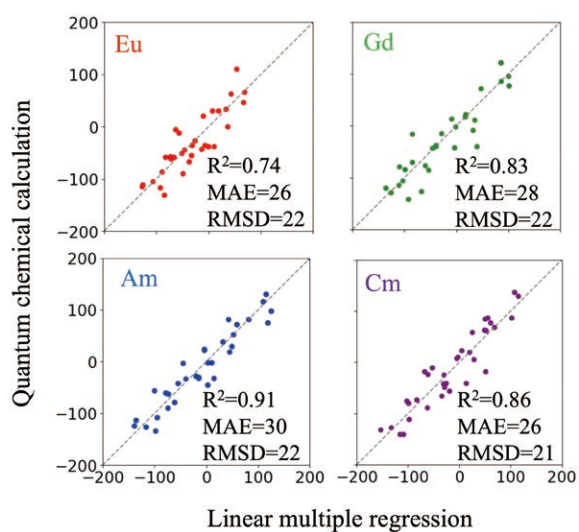 Quantum chemical calculation
200
100
0
−100
−200
Eu
R²=0.74
MAE=26
RMSD=22
Gd
R²=0.83
MAE=28
RMSD=22
200
100
0
−100
−200
−200 −100 0 100 200
Am
R²=0.91
MAE=30
RMSD=22
Cm
R²=0.86
MAE=26
RMSD=21
−200 −100 0 100 200
Linear multiple regression